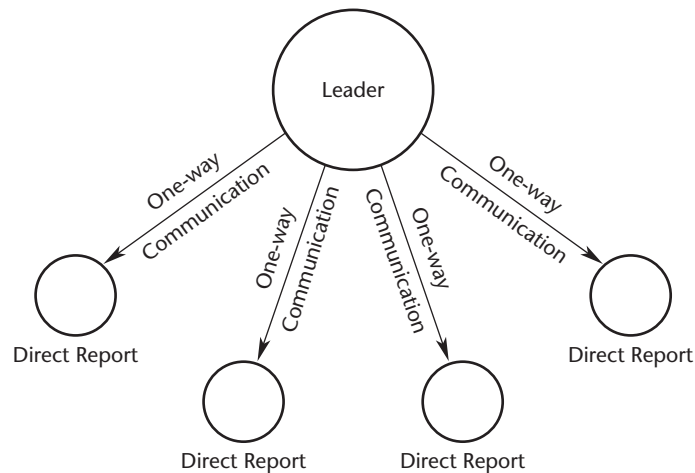 Leader
One-way
Communication
One-way
Communication
One-way
Communication
One-way
Communication
Direct Report
Direct Report
Direct Report
Direct Report